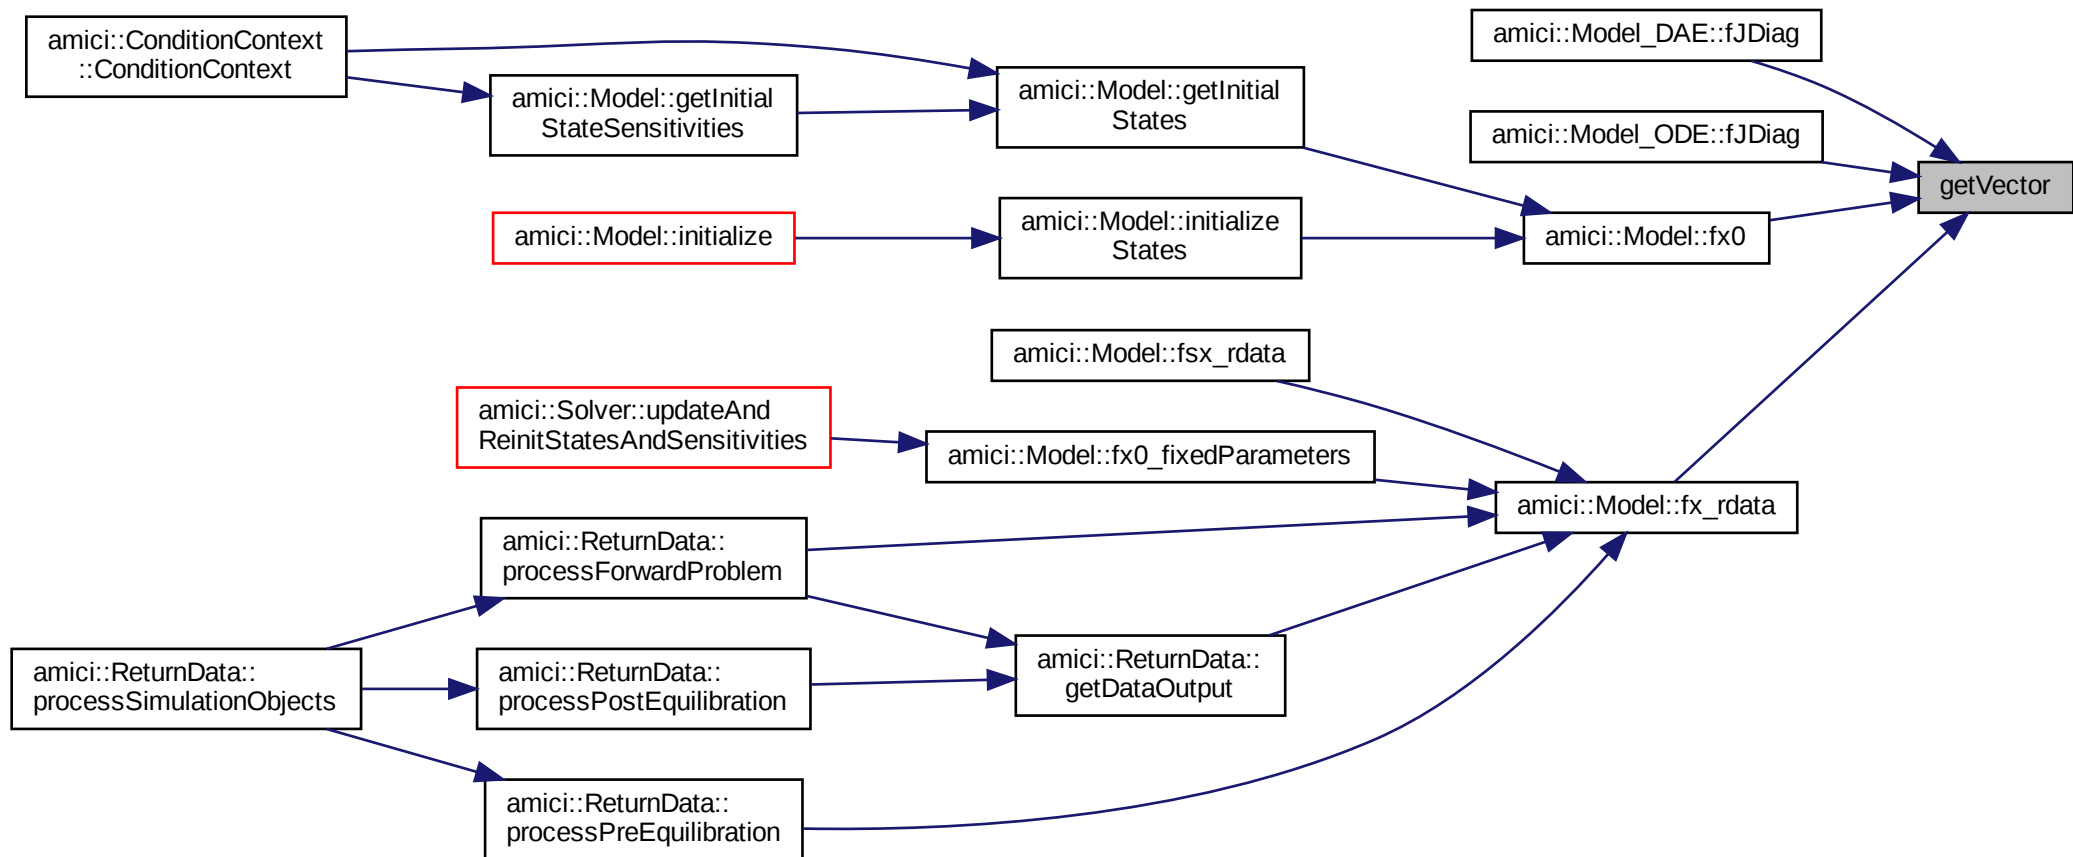 amici::ConditionContext
::ConditionContext
amici::Model::getInitial
StateSensitivities
amici::Model::getInitial
States
amici::Model_DAE::fJDiag
amici::Model_ODE::fJDiag
getVector
amici::Model::initialize
amici::Model::initialize
States
amici::Model::fx0
amici::Model::fsx_rdata
amici::Solver::updateAnd
ReinitStatesAndSensitivities
amici::Model::fx0_fixedParameters
amici::Model::fx_rdata
amici::ReturnData::
processForwardProblem
amici::ReturnData::
processSimulationObjects
amici::ReturnData::
processPostEquilibration
amici::ReturnData::
getDataOutput
amici::ReturnData::
processPreEquilibration